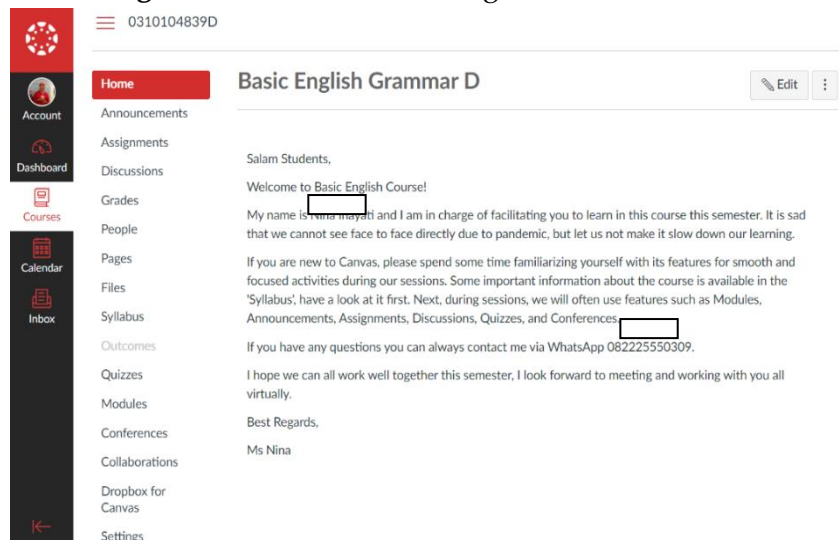 0310104839D
Account
Dashboard
Courses
Calendar
Inbox
Home
Announcements
Assignments
Discussions
Grades
People
Pages
Files
Syllabus
Outcomes
Quizzes
Modules
Conferences
Collaborations
Dropbox for
Canvas
Settings
Basic English Grammar D
Edit
Salam Students,
Welcome to Basic English Course!
My name is and I am in charge of facilitating you to learn in this course this semester. It is sad
that we cannot see face to face directly due to pandemic, but let us not make it slow down our learning.
If you are new to Canvas, please spend some time familiarizing yourself with its features for smooth and
focused activities during our sessions. Some important information about the course is available in the
'Syllabus', have a look at it first. Next, during sessions, we will often use features such as Modules,
Announcements, Assignments, Discussions, Quizzes, and Conferences.
If you have any questions you can always contact me via WhatsApp 082225550309.
I hope we can all work well together this semester, I look forward to meeting and working with you all
virtually.
Best Regards,
Ms Nina